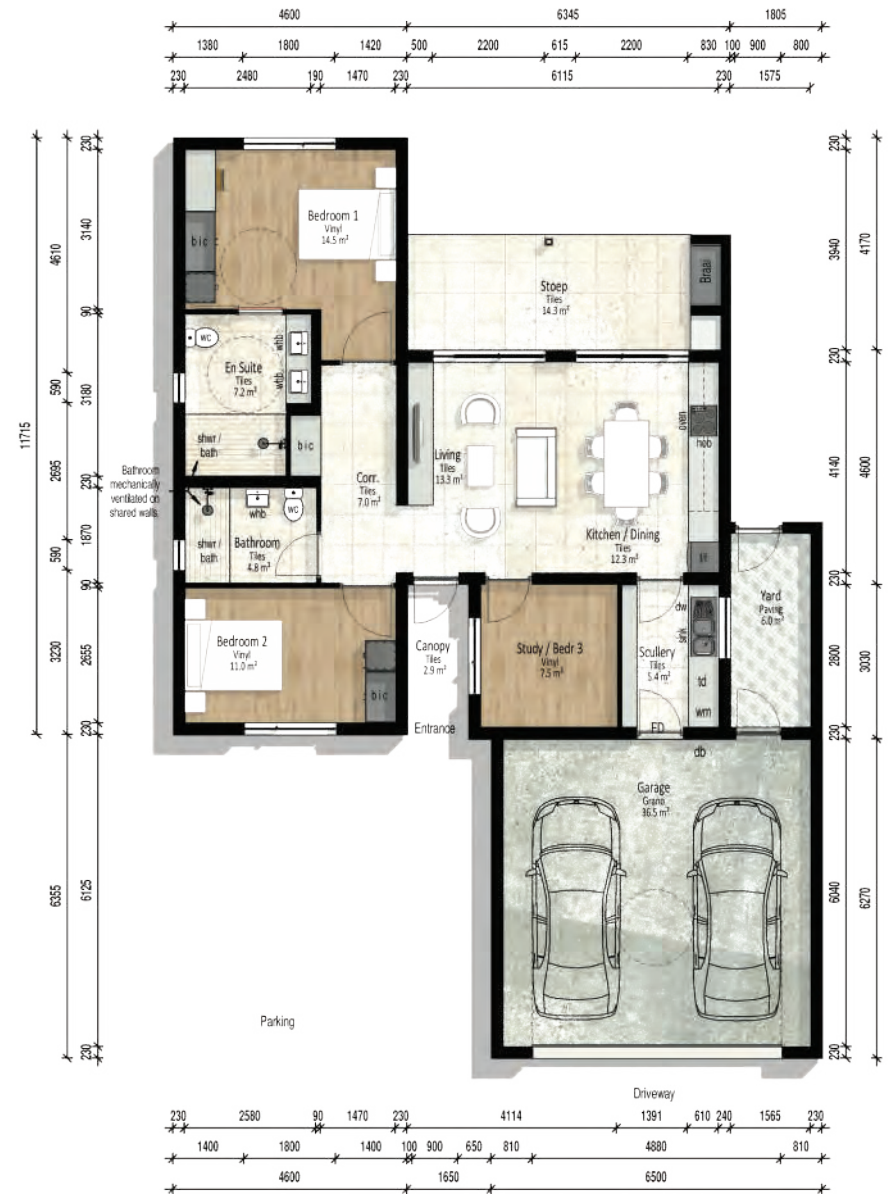 4600 6345 1805
1380 1800 1420 500 2200 615 2200 830 100 900 800
230 2480 190 1470 230 6115 230 1575
11715
4610
590
2695
590
3230
6355
230
3140
90
3180
230
1870
90
2655
230
6125
230
Bedroom 1
Vinyl
14.5 m²
bic
WC
whb
whb
En Suite
Tiles
7.2 m²
shwr /
bath
bic
Bathroom
mechanically
ventilated on
shared walls.
shwr /
bath
whb
WC
Bathroom
Tiles
4.8 m²
Corr.
Tiles
7.0 m²
Bedroom 2
Vinyl
11.0 m²
bic
Stoep
Tiles
14.3 m²
Braai
Living
Tiles
13.3 m²
Kitchen / Dining
Tiles
12.3 m²
oven
hob
Canopy
Tiles
2.9 m²
Entrance
Study / Bedr 3
Vinyl
7.5 m²
Scullery
Tiles
5.4 m²
dw
sink
td
wm
FD
Yard
Paving
6.0 m²
db
Garage
Grano
36.5 m²
Parking
Driveway
230
3940
230
4140
230
2800
230
6040
230
4170
4600
3030
6270
230 2580 90 1470 230 4114 1391 610 240 1565 230
1400 1800 1400 100 900 650 810 4880 810
4600 1650 6500